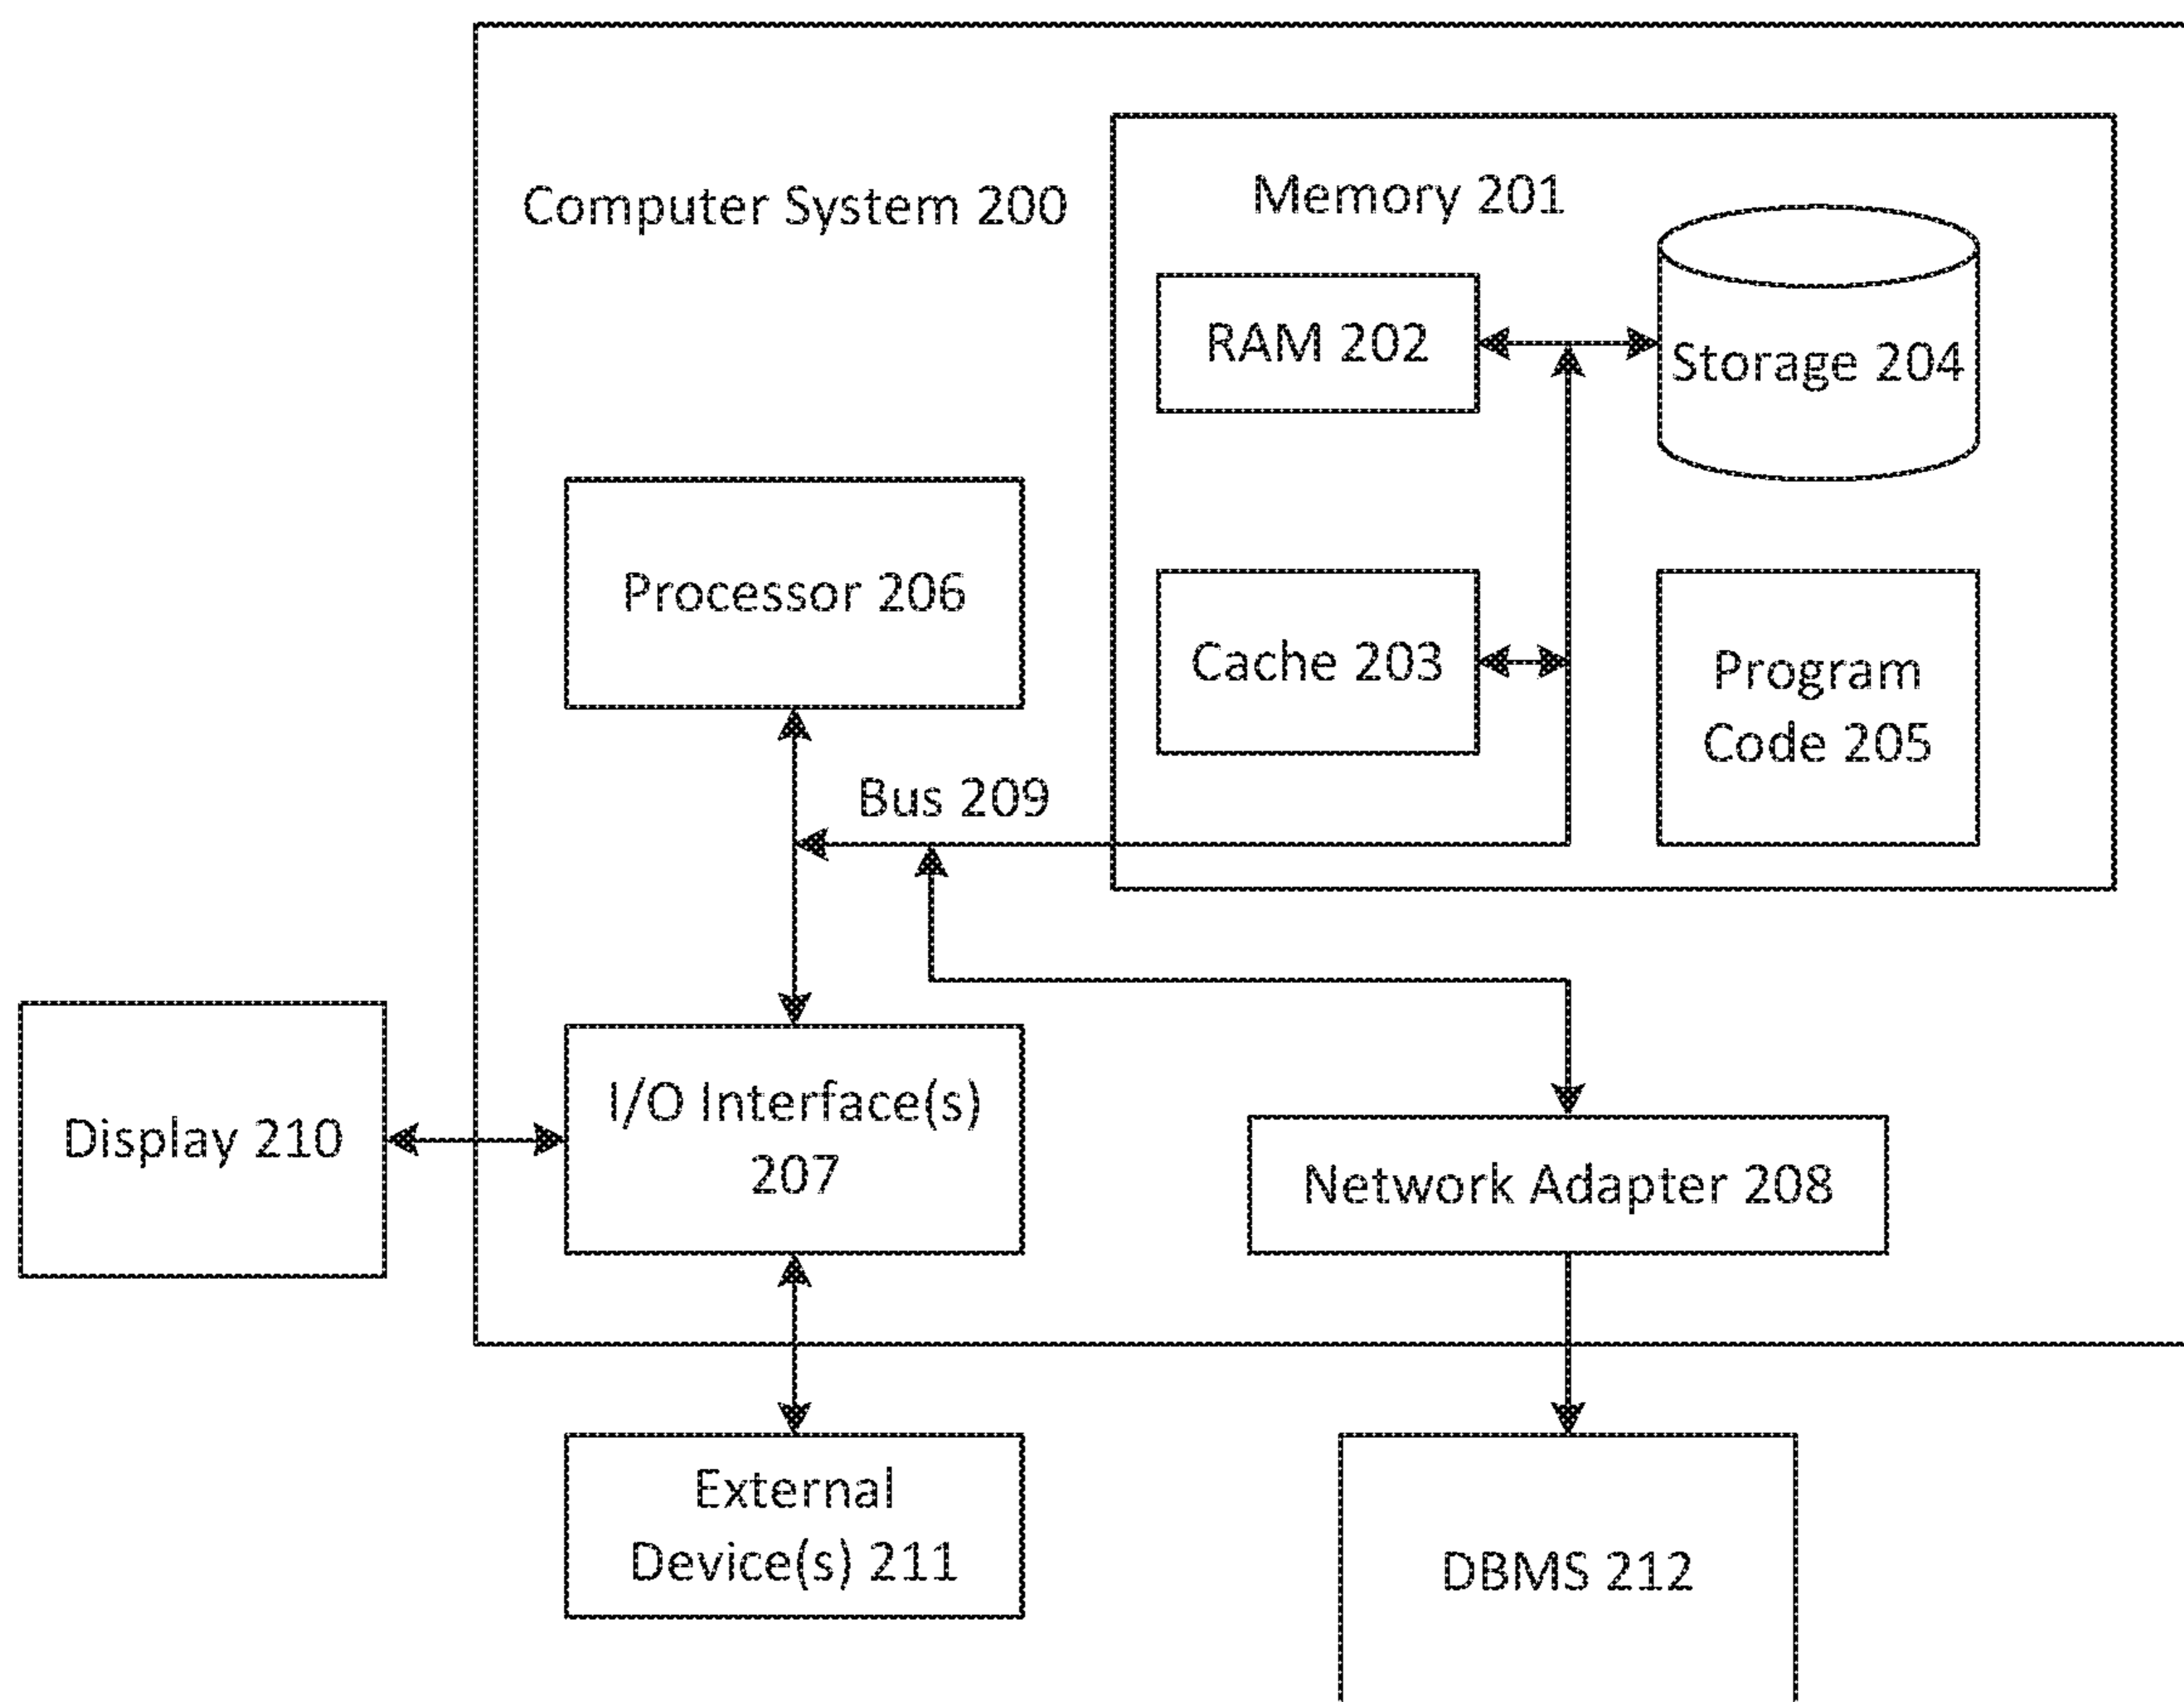 Computer System 200
Memory 201
RAM 202
Storage 204
Processor 206
Cache 203
Program
Code 205
Bus 209
Display 210
I/O Interface(s)
207
Network Adapter 208
External
Device(s) 211
DBMS 212